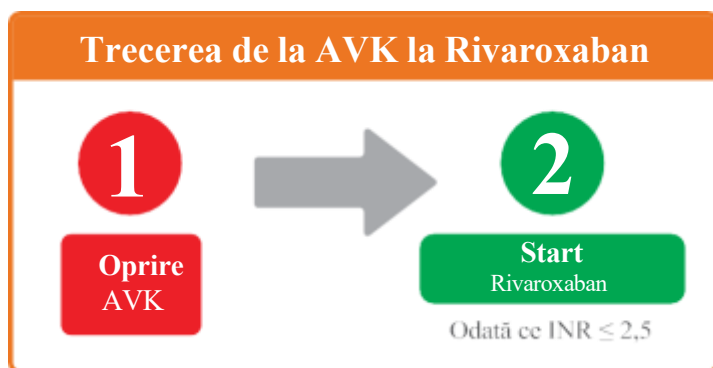 Trecerea de la AVK la Rivaroxaban
1
2
Oprire
AVK
Start
Rivaroxaban
Odată ce INR ≤ 2,5